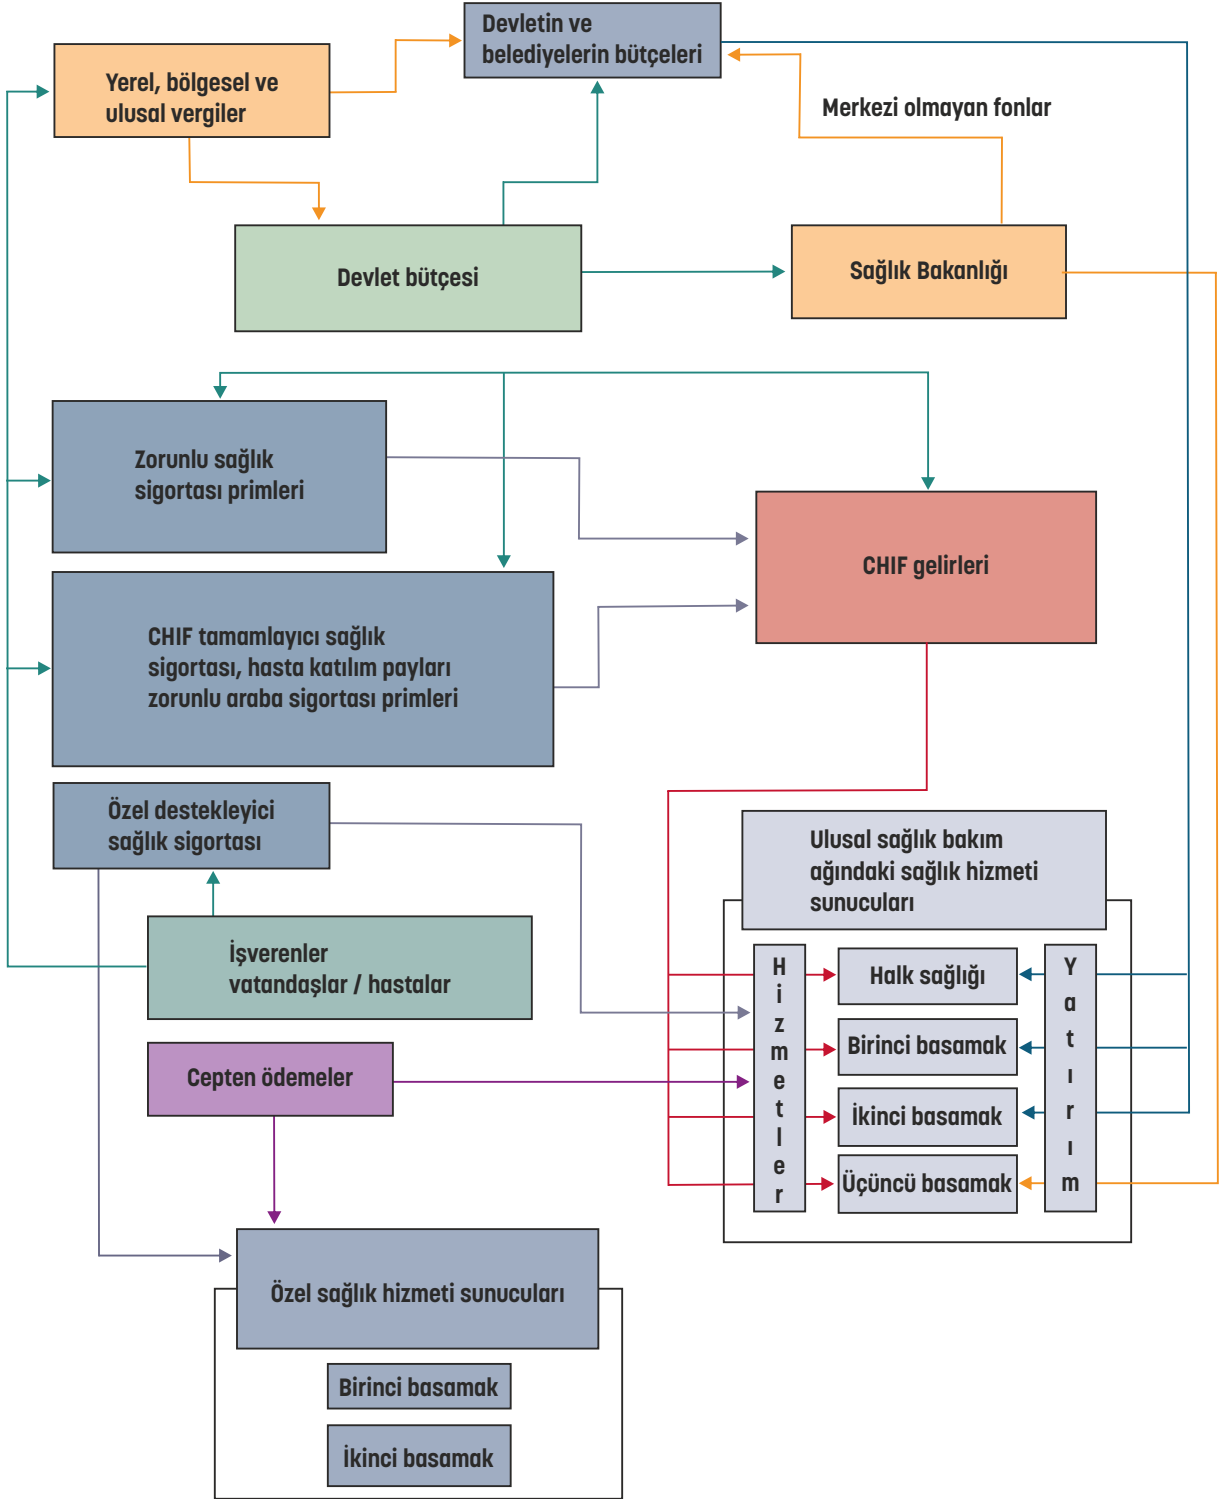 Devletin ve
belediyelerin bütçeleri
Yerel, bölgesel ve
ulusal vergiler
Merkezi olmayan fonlar
Devlet bütçesi
Sağlık Bakanlığı
Zorunlu sağlık
sigortası primleri
CHIF gelirleri
CHIF tamamlayıcı sağlık
sigortası, hasta katılım payları
zorunlu araba sigortası primleri
Özel destekleyici
sağlık sigortası
Ulusal sağlık bakım
ağındaki sağlık hizmeti
sunucuları
İşverenler
vatandaşlar / hastalar
Hizmetler
Halk sağlığı
Birinci basamak
İkinci basamak
Üçüncü basamak
Yatırım
Cepten ödemeler
Özel sağlık hizmeti sunucuları
Birinci basamak
İkinci basamak